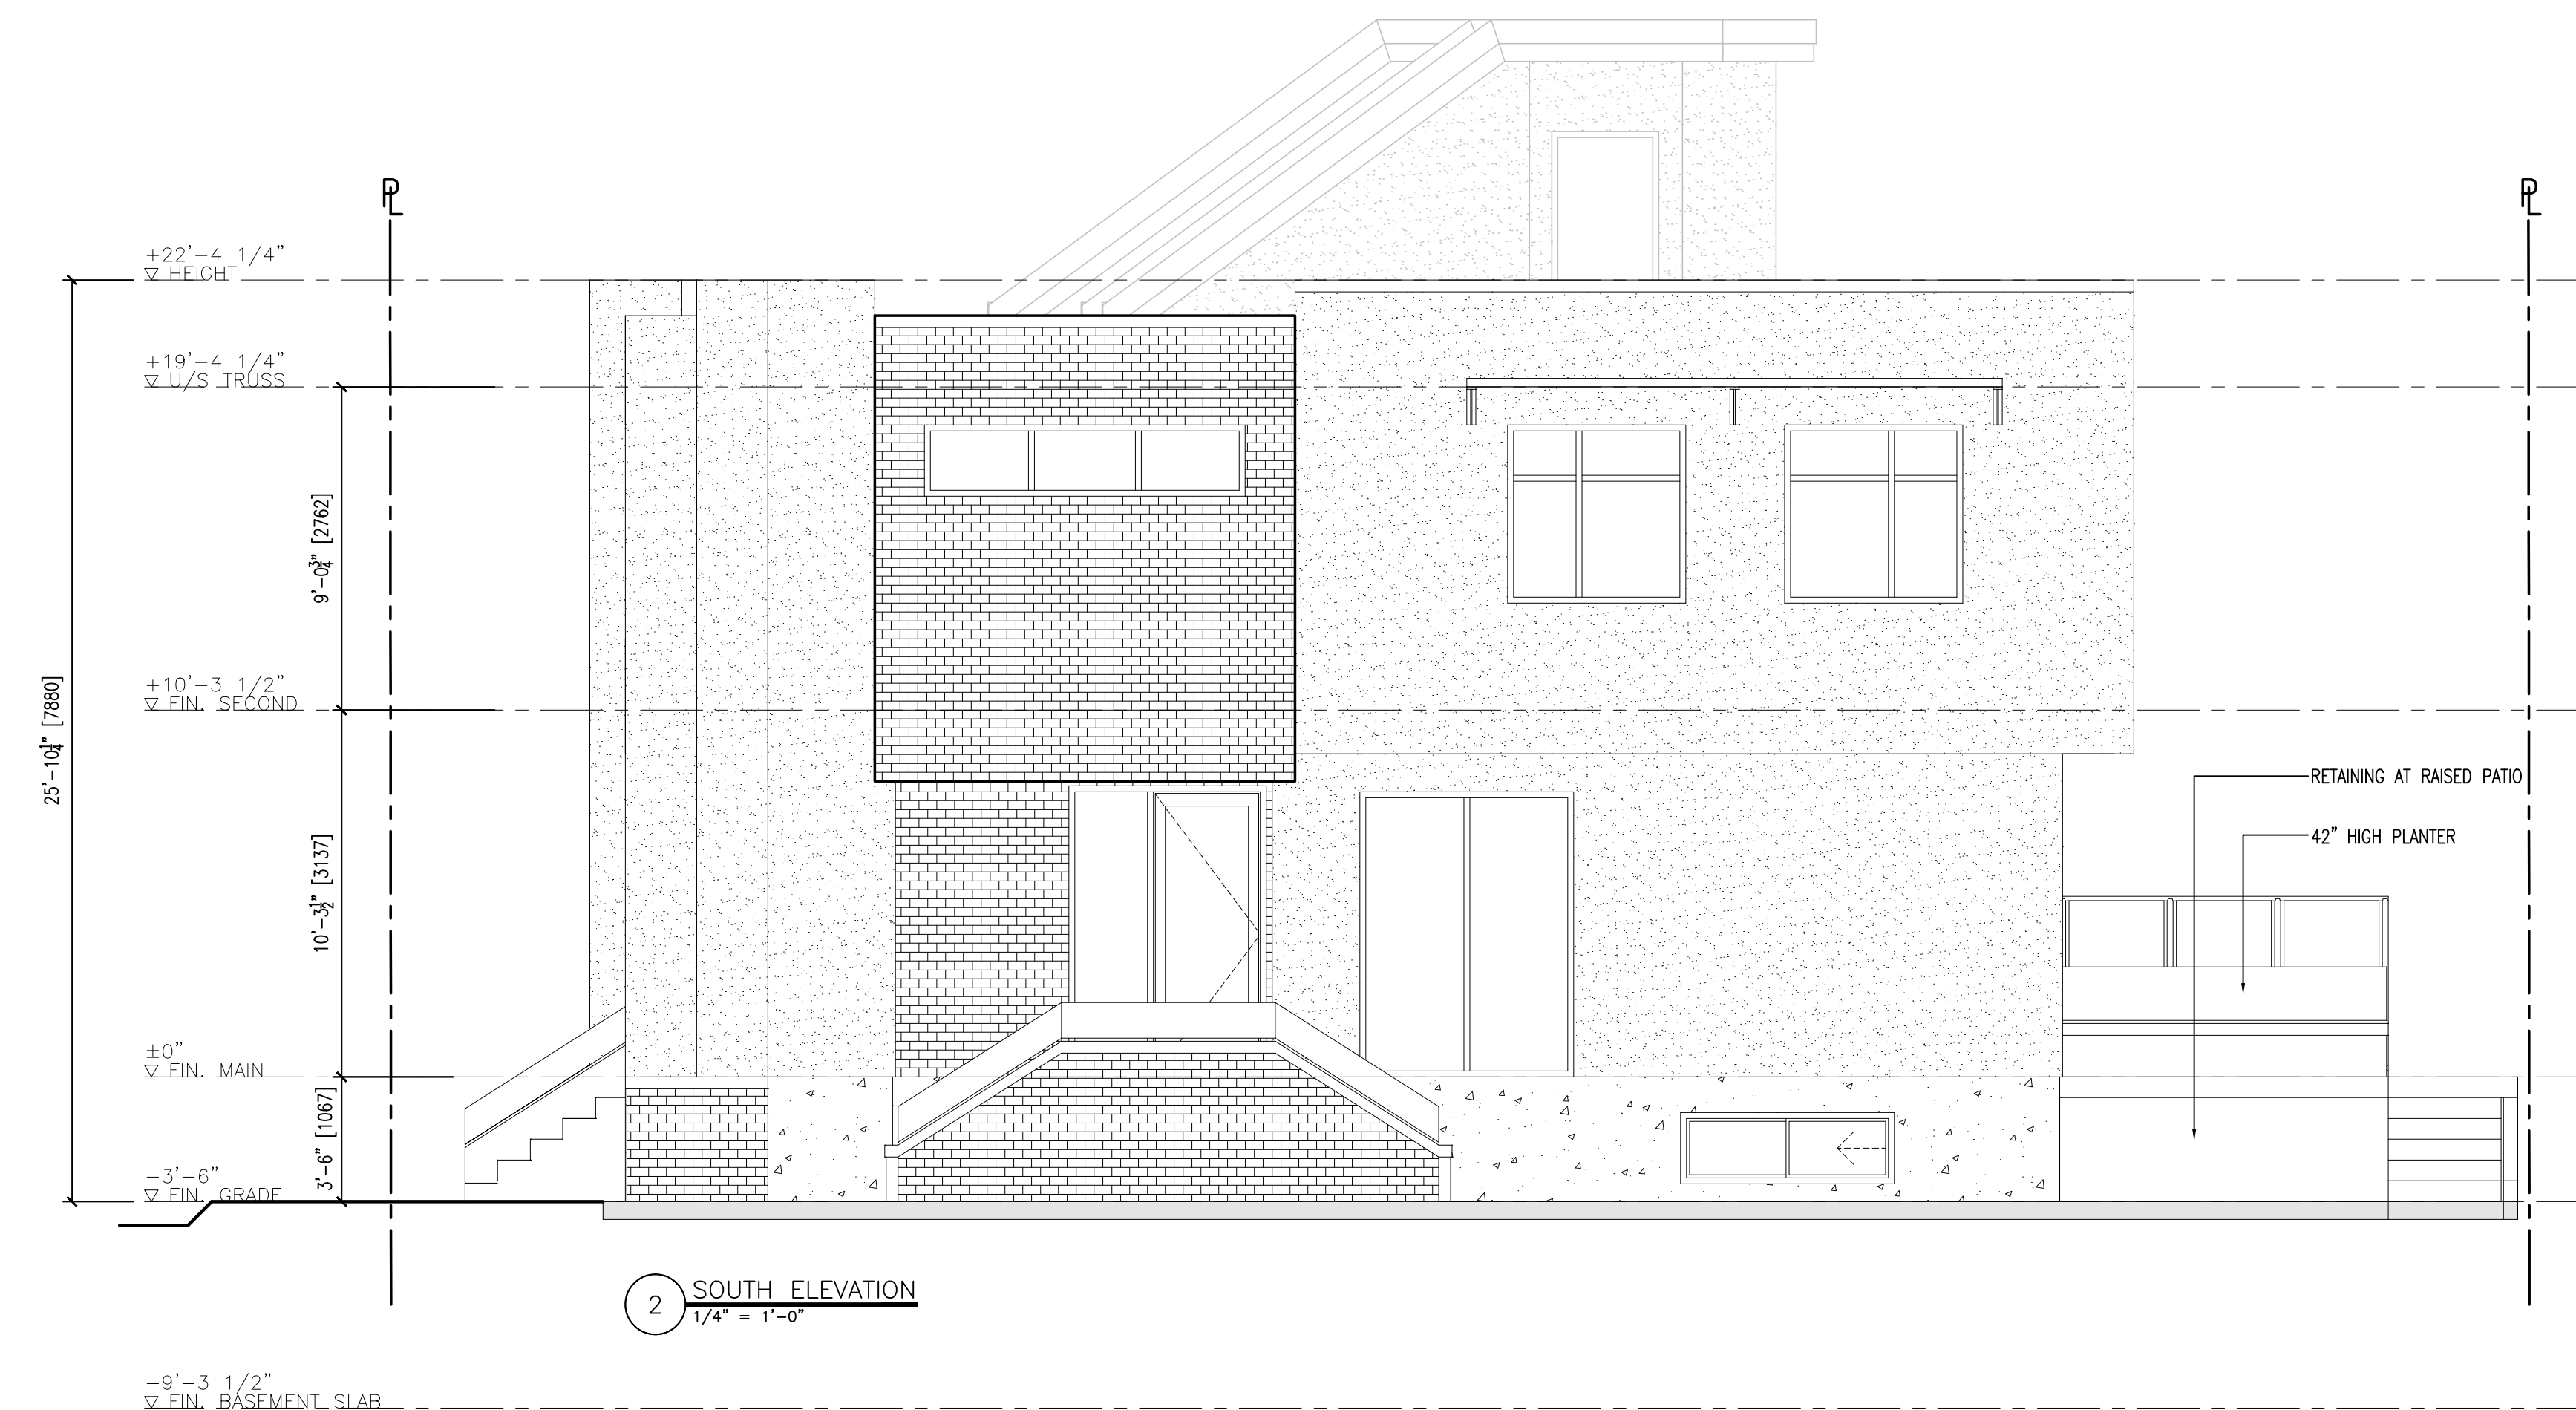 PL
PL
+22'-4 1/4"
HEIGHT
+19'-4 1/4"
U/S TRUSS
9'-0 3/4" [2762]
+10'-3 1/2"
FIN. SECOND
25'-10 1/4" [7880]
RETAINING AT RAISED PATIO
42" HIGH PLANTER
10'-3 1/2" [3137]
±0"
FIN. MAIN
3'-6" [1067]
-3'-6"
FIN. GRADE
2
SOUTH ELEVATION
1/4" = 1'-0"
-9'-3 1/2"
FIN. BASEMENT SLAB